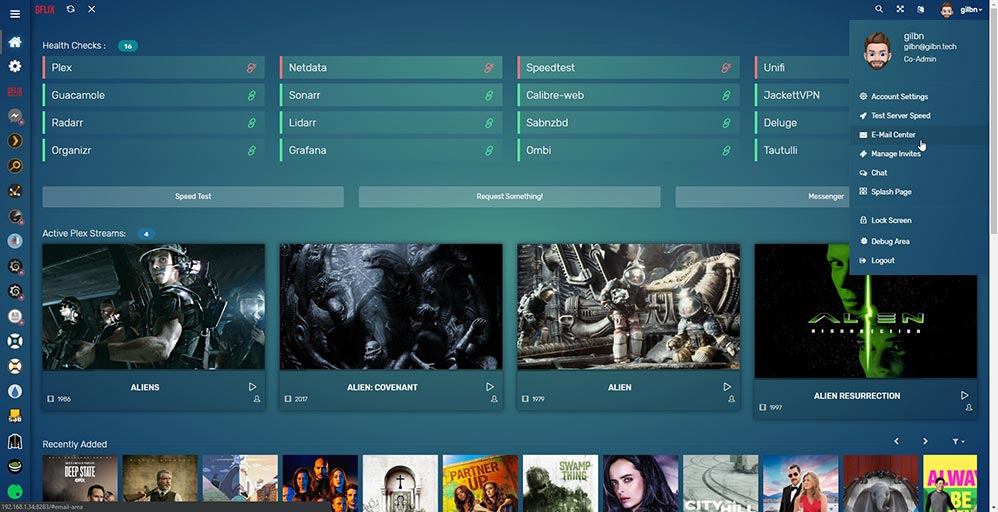 GFLIX
gilbn
Health Checks : 16
Plex
Netdata
Speedtest
Unifi
Guacamole
Sonarr
Calibre-web
JackettVPN
Radarr
Lidarr
Sabnzbd
Deluge
Organizr
Grafana
Ombi
Tautulli
gilbn
gilbn@gilbn.tech
Co-Admin
Account Settings
Test Server Speed
E-Mail Center
Manage Invites
Chat
Splash Page
Lock Screen
Debug Area
Logout
Speed Test
Request Something!
Messenger
Active Plex Streams: 4
ALIEN
RESURRECTION
ALIENS
1986
ALIEN: COVENANT
2017
ALIEN
1979
ALIEN RESURRECTION
1997
Recently Added
DEEP STATE
PARTNER
UP
SWAMP
THING
CITY
HILL
ALWAYS
BE
192.168.1.34:8283/#email-area